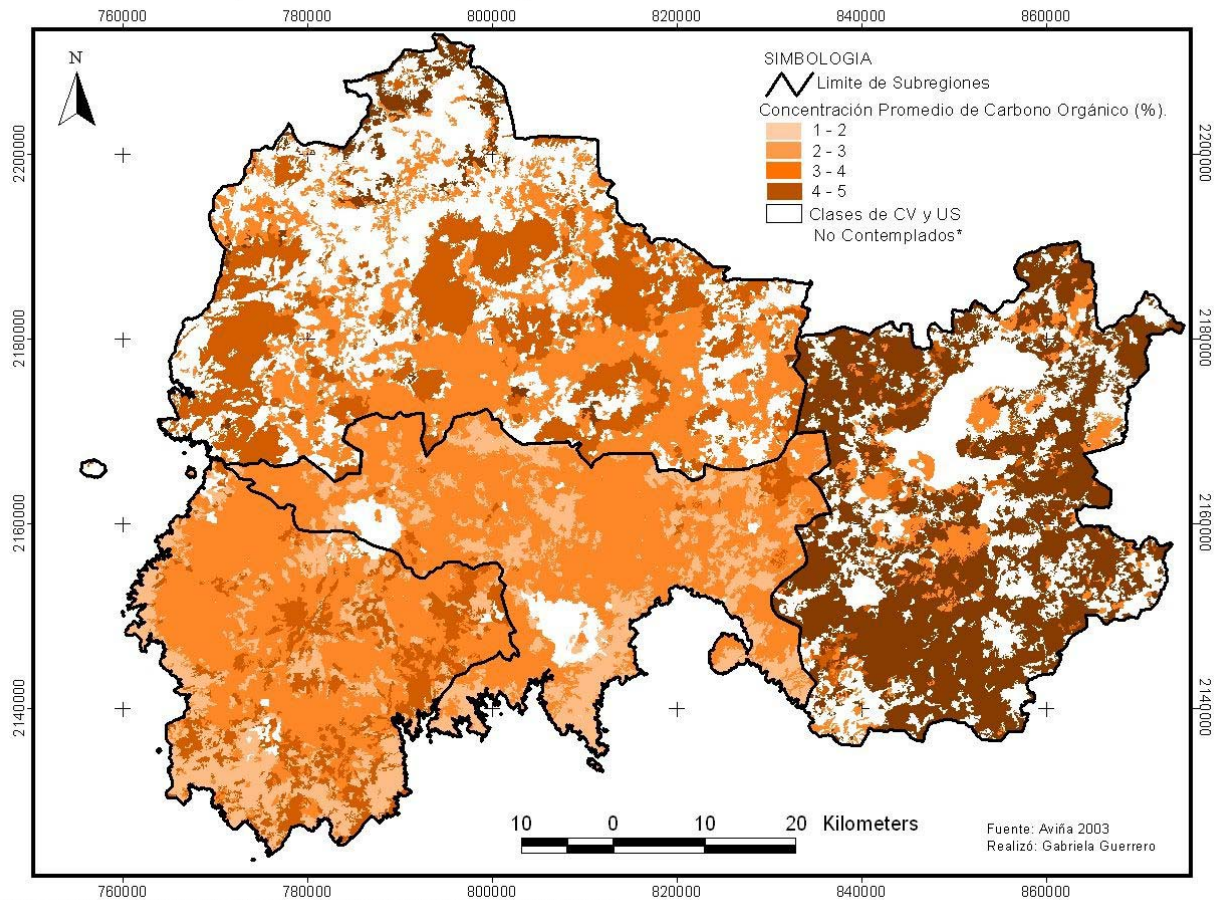 760000 780000 800000 820000 840000 860000
N
SIMBOLOGIA
Limite de Subregiones
Concentración Promedio de Carbono Orgánico (%).
1 - 2
2 - 3
3 - 4
4 - 5
Clases de CV y US
No Contemplados*
2200000 2200000
2180000 2180000
2160000 2160000
2140000 2140000
10 0 10 20 Kilometers
Fuente: Aviña 2003
Realizó: Gabriela Guerrero
760000 780000 800000 820000 840000 860000